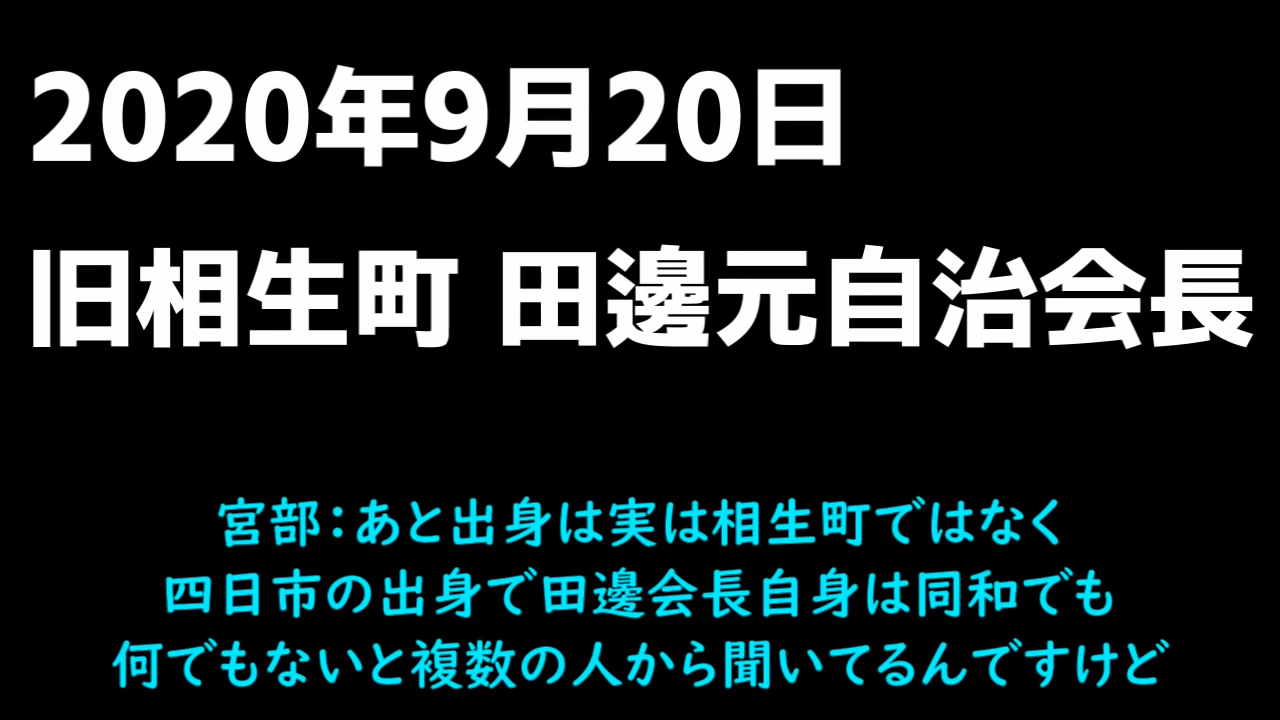 2020年9月20日
旧相生町 田邊元自治会長
宮部：あと出身は実は相生町ではなく
四日市の出身で田邊会長自身は同和でも
何でもないと複数の人から聞いてるんですけど